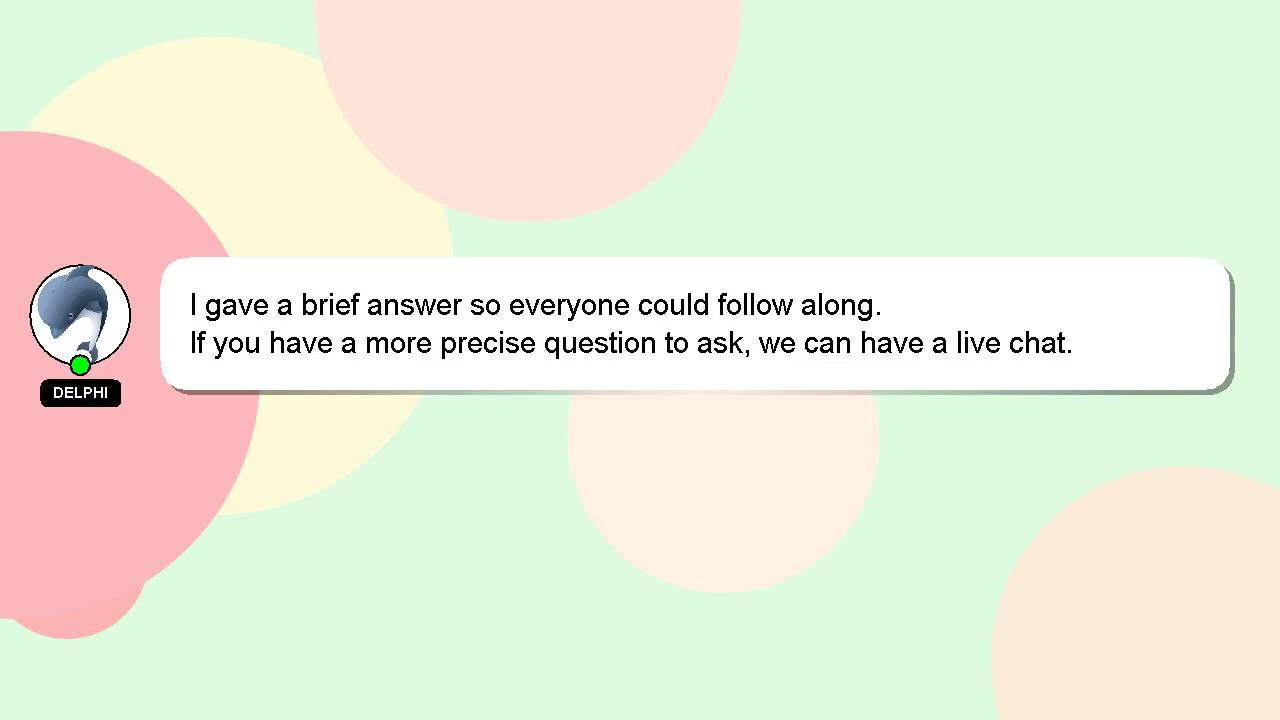 I gave a brief answer so everyone could follow along.
If you have a more precise question to ask, we can have a live chat.
DELPHI